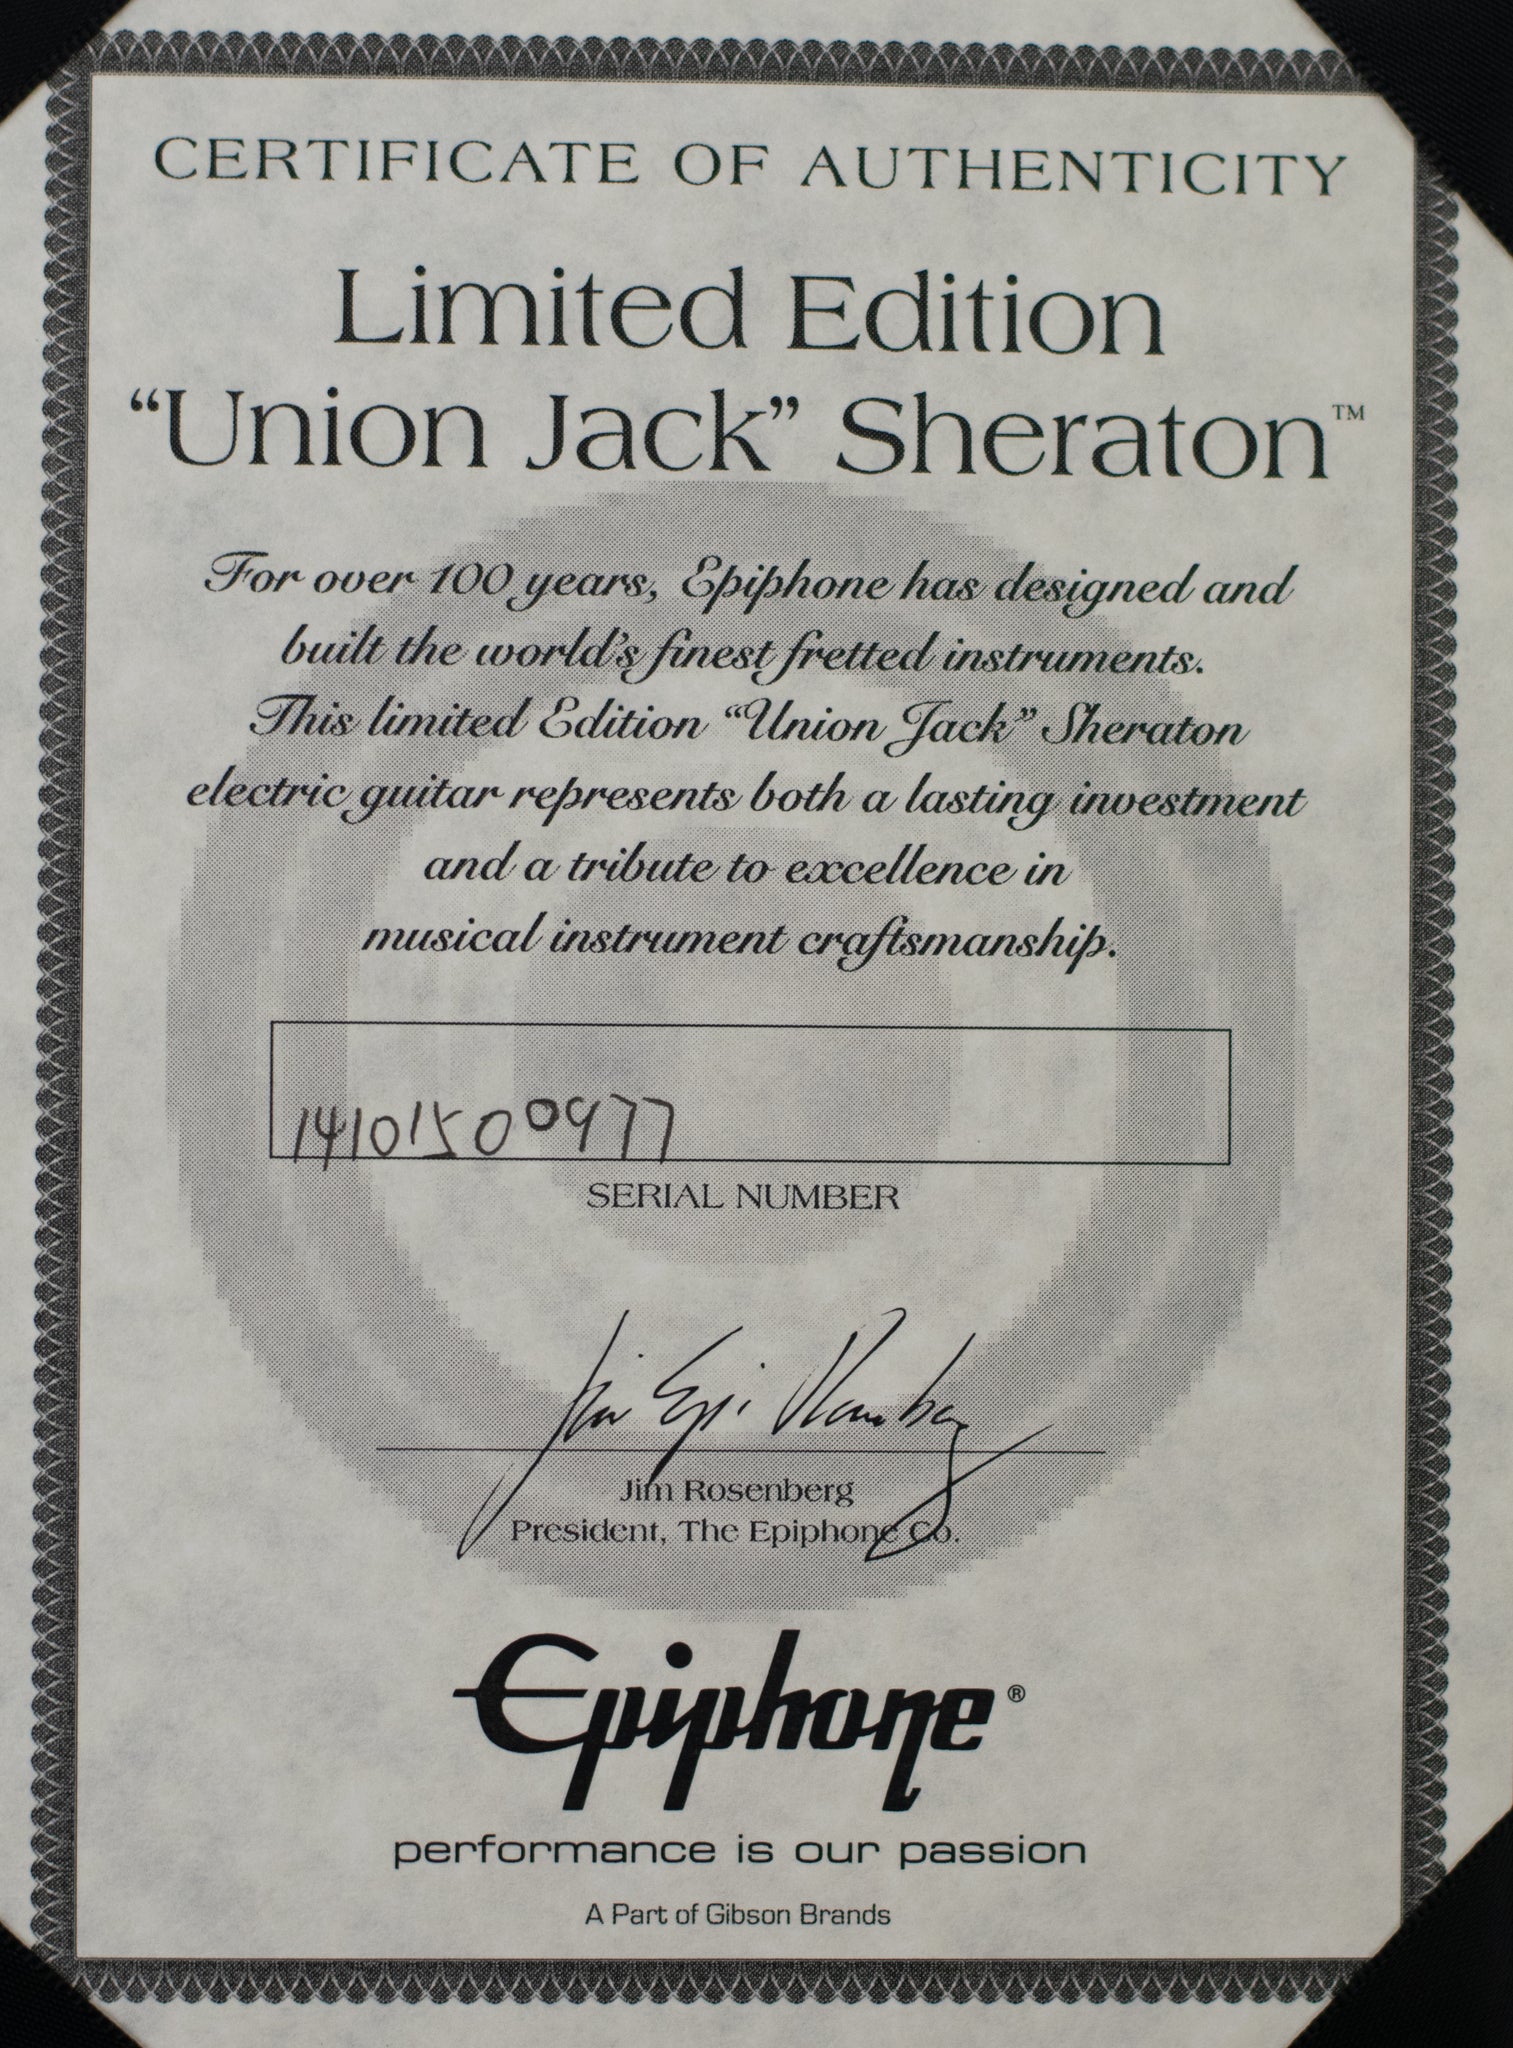 CERTIFICATE OF AUTHENTICITY
Limited Edition
“Union Jack” Sheraton™
For over 100 years, Epiphone has designed and
built the world's finest fretted instruments.
This limited Edition “Union Jack” Sheraton
electric guitar represents both a lasting investment
and a tribute to excellence in
musical instrument craftsmanship.
14101500977
SERIAL NUMBER
Jim "Epi" Rosenberg
Jim Rosenberg
President, The Epiphone Co.
Epiphone®
performance is our passion
A Part of Gibson Brands